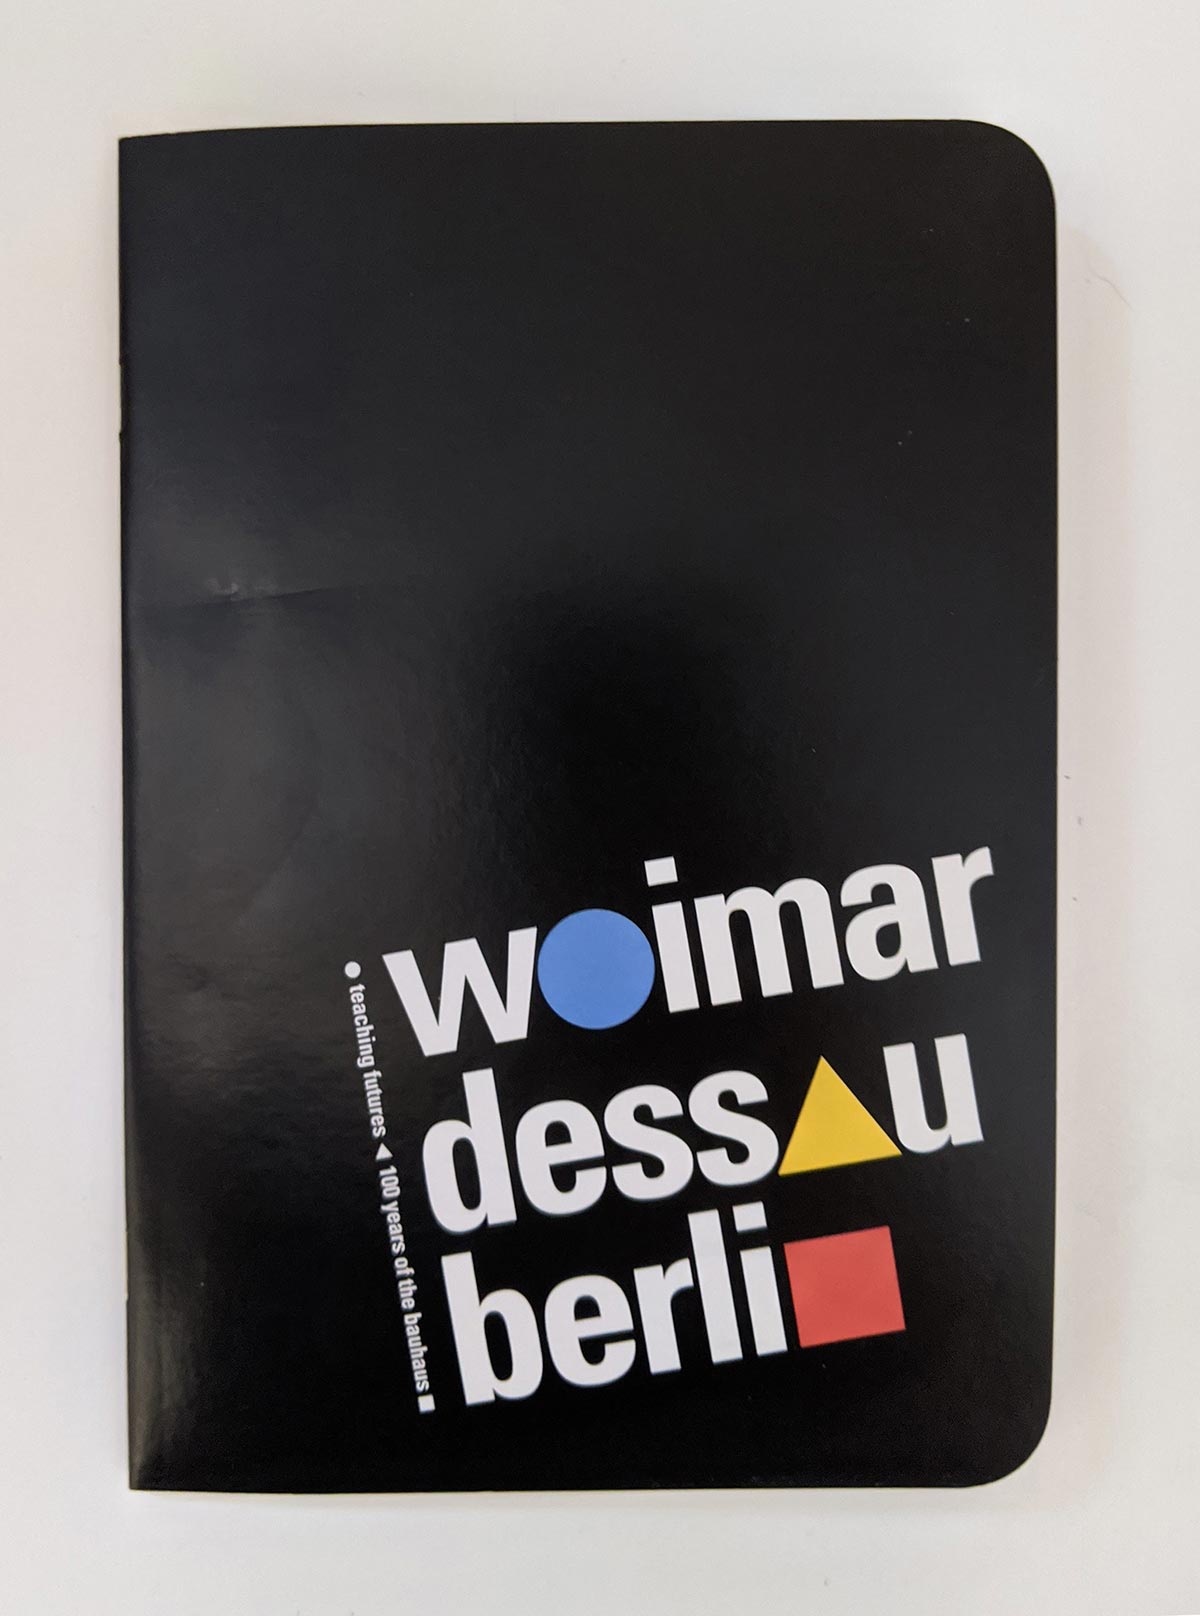 w●imar
dess▲u
berli■
● teaching futures ▲ 100 years of the bauhaus ■